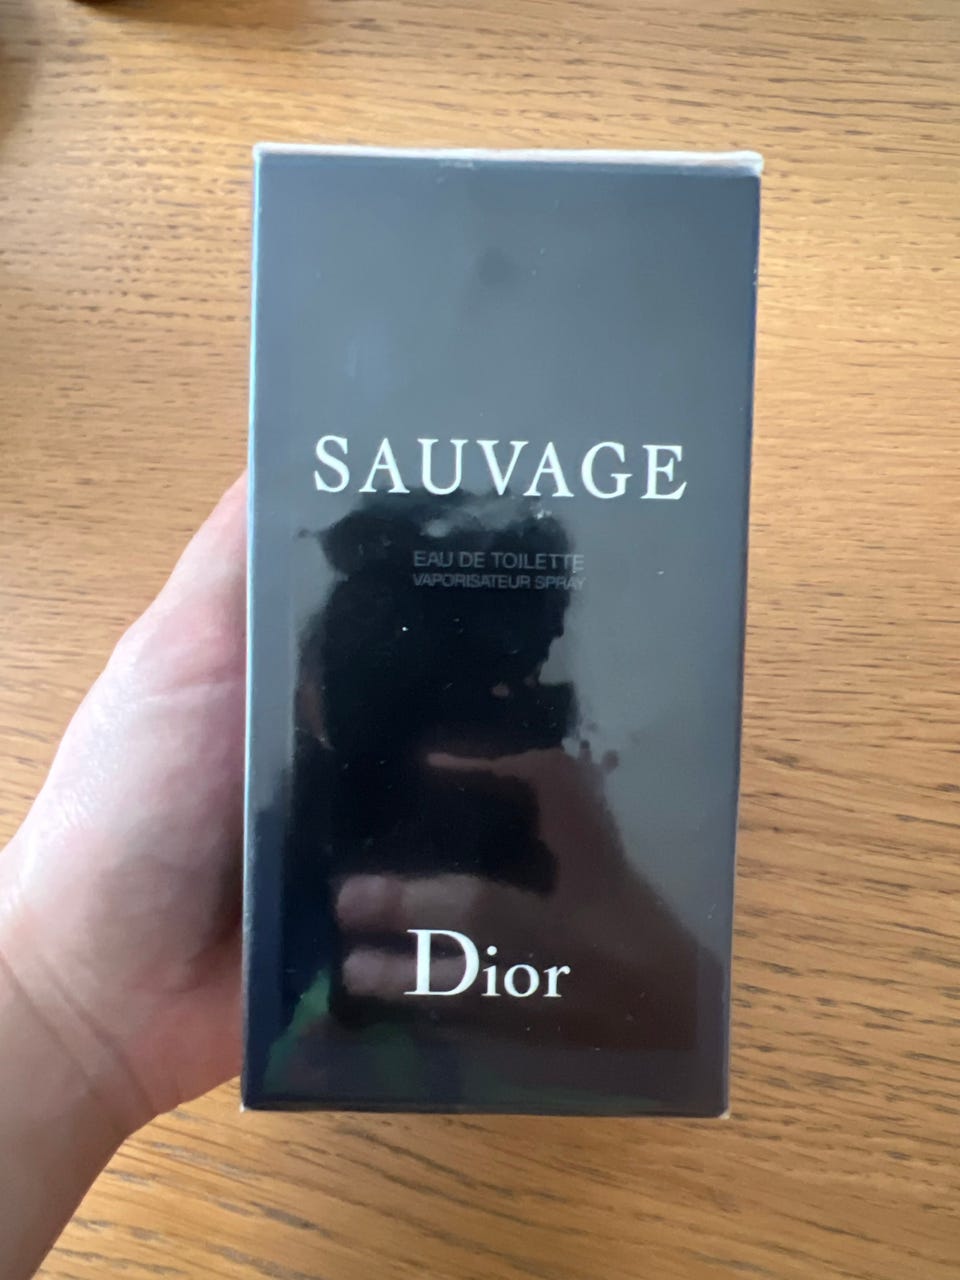 SAUVAGE
EAU DE TOILETTE
VAPORISATEUR SPRAY
Dior